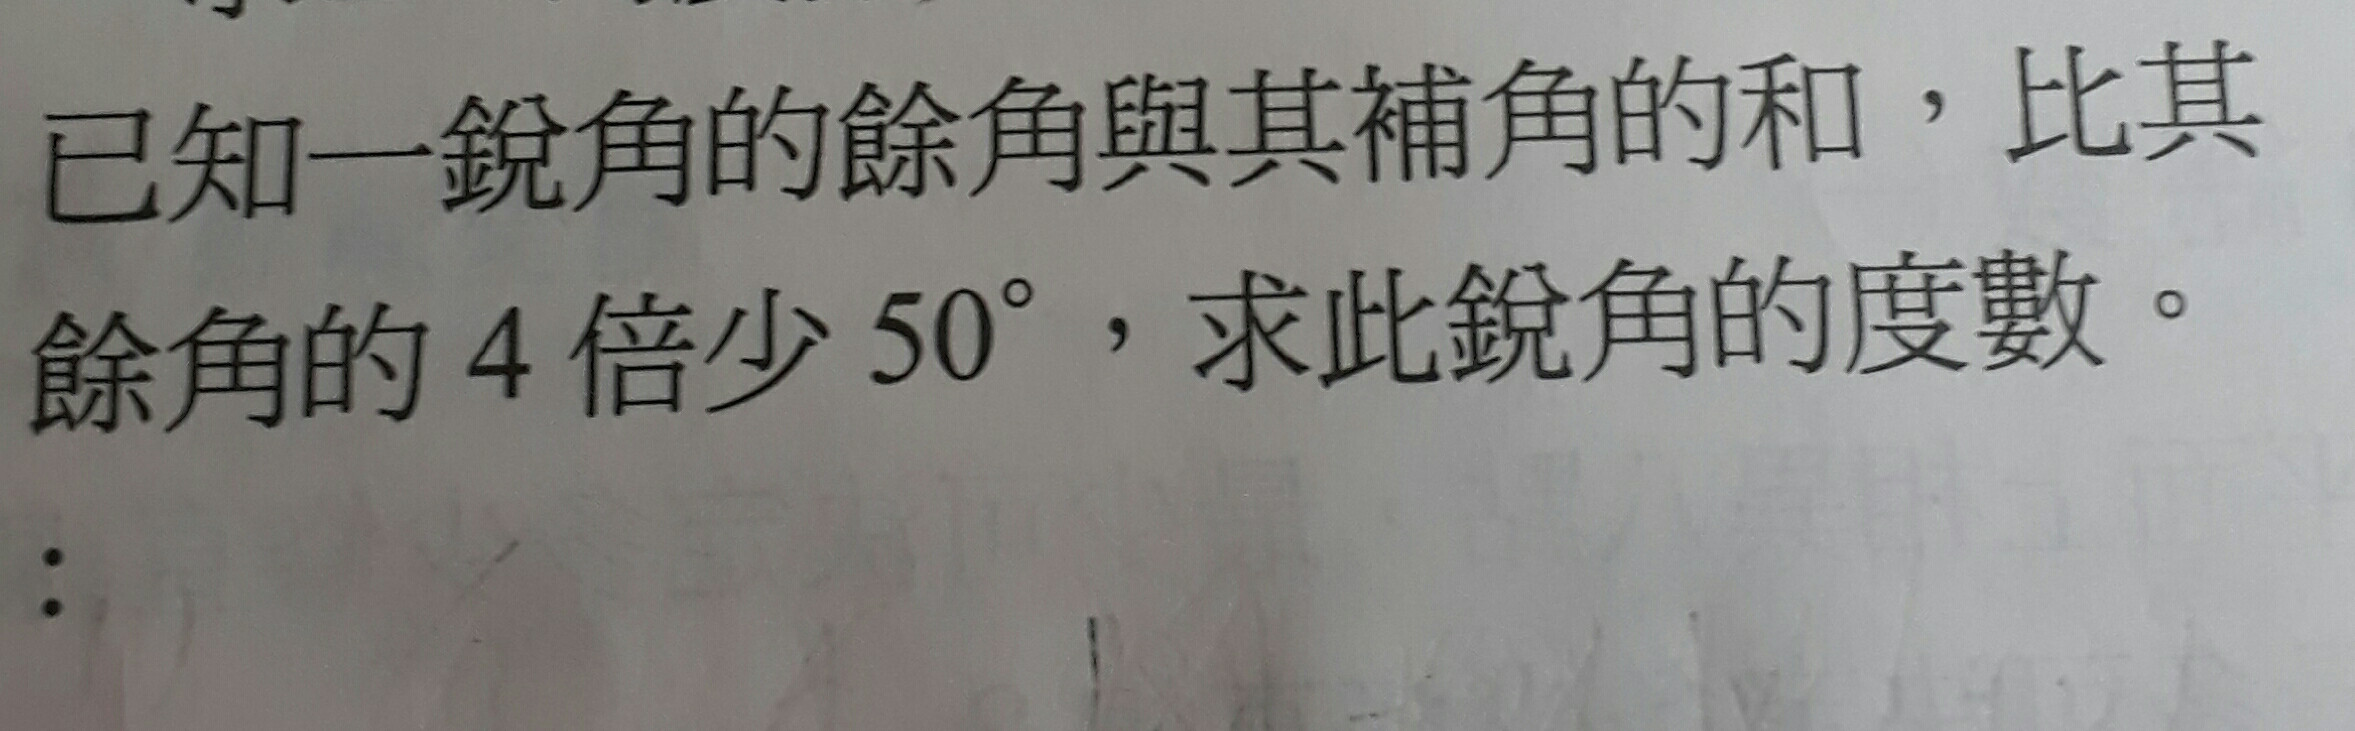 已知一銳角的餘角與其補角的和，比其
餘角的 4 倍少 50°，求此銳角的度數。
：